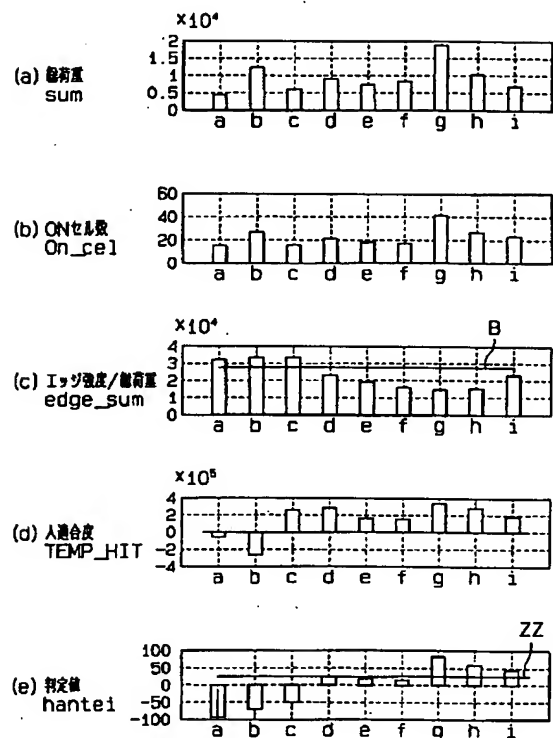 ×10⁴
2
1.5
1
0.5
0
(a) 総荷重
sum
a b c d e f g h i
60
40
20
0
(b) ONセル数
On_cel
a b c d e f g h i
×10⁴
B
4
3
2
1
0
(c) エッジ強度/総荷重
edge_sum
a b c d e f g h i
×10⁵
4
2
0
-2
-4
(d) 人適合度
TEMP_HIT
a b c d e f g h i
ZZ
100
50
0
-50
-100
(e) 判定値
hantei
a b c d e f g h i